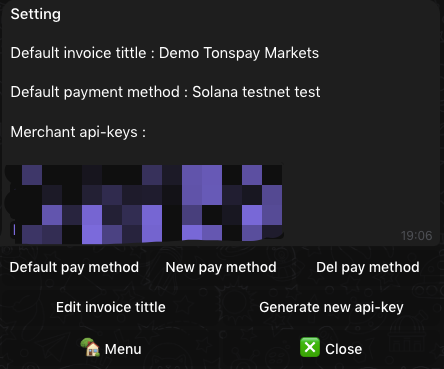 Setting
Default invoice tittle : Demo Tonspay Markets
Default payment method : Solana testnet test
Merchant api-keys :
19:06
Default pay method New pay method Del pay method
Edit invoice tittle Generate new api-key
Menu Close